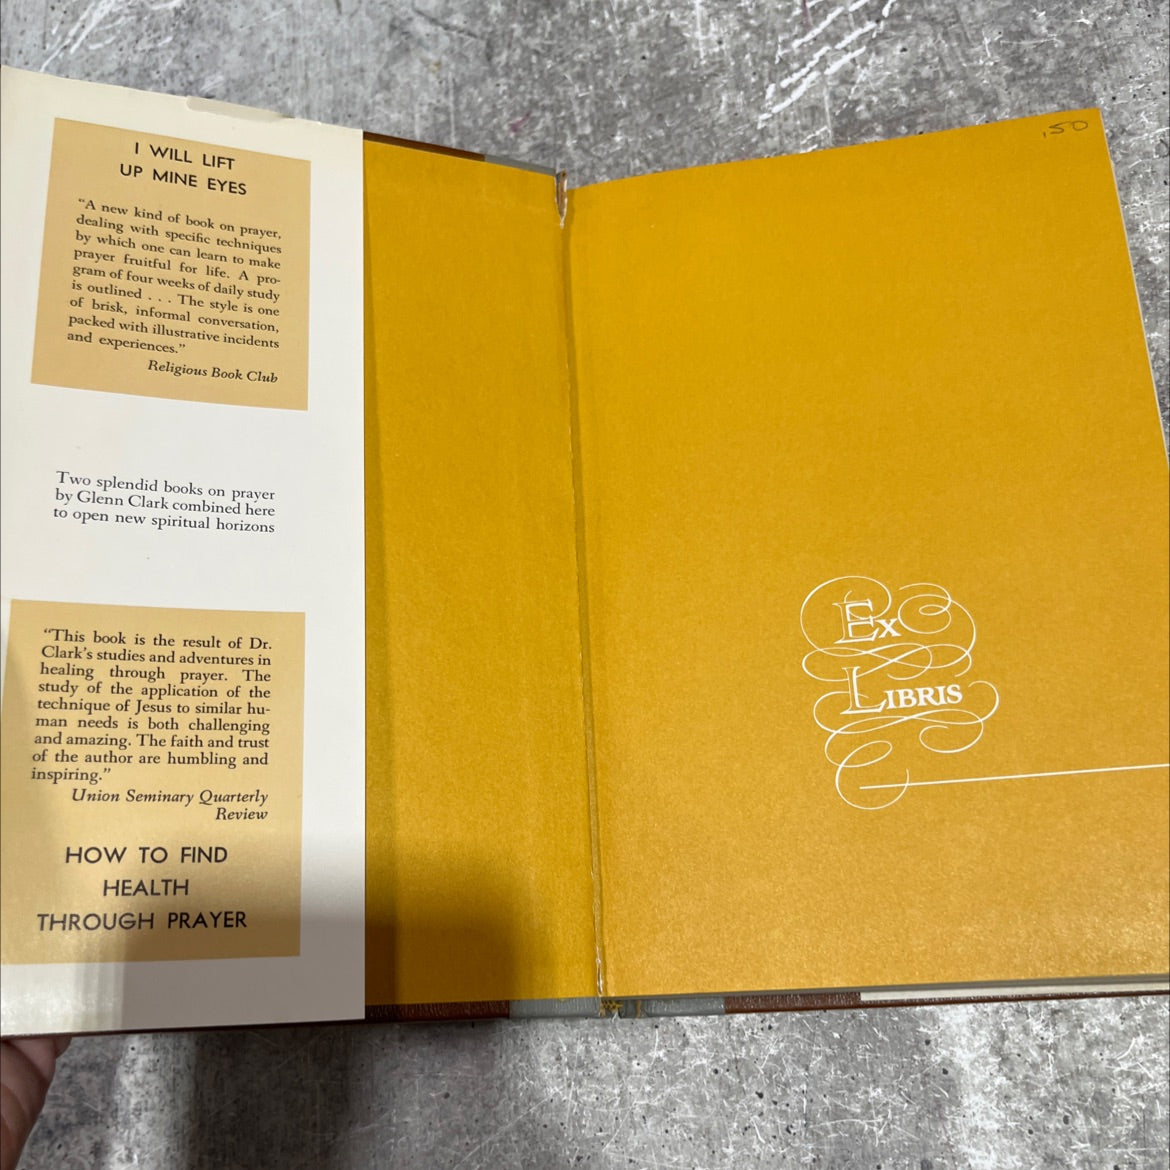 I WILL LIFT
UP MINE EYES
“A new kind of book on prayer,
dealing with specific techniques
by which one can learn to make
prayer fruitful for life. A pro-
gram of four weeks of daily study
is outlined . . . The style is one
of brisk, informal conversation,
packed with illustrative incidents
and experiences.”
Religious Book Club
Two splendid books on prayer
by Glenn Clark combined here
to open new spiritual horizons
“This book is the result of Dr.
Clark’s studies and adventures in
healing through prayer. The
study of the application of the
technique of Jesus to similar hu-
man needs is both challenging
and amazing. The faith and trust
of the author are humbling and
inspiring.”
Union Seminary Quarterly
Review
HOW TO FIND
HEALTH
THROUGH PRAYER
.50
EX
LIBRIS